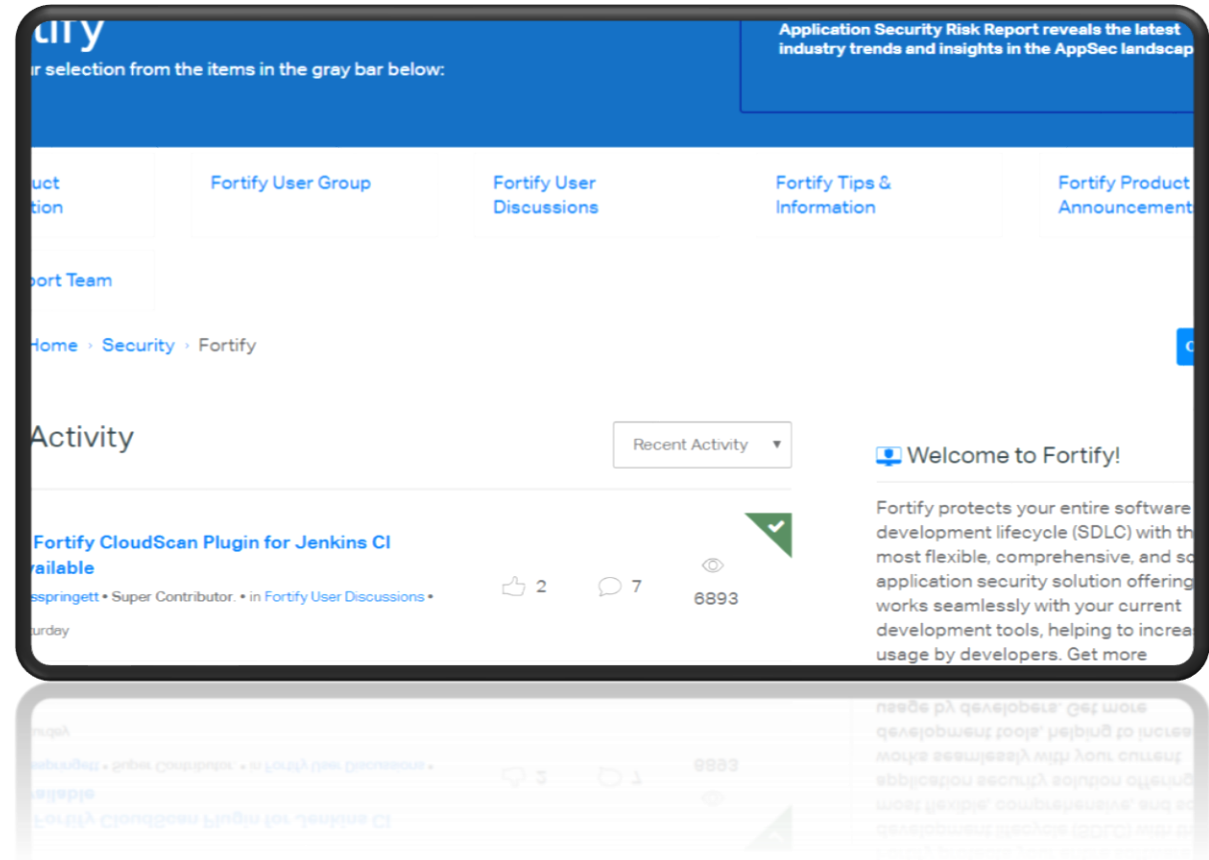 tify
Application Security Risk Report reveals the latest
industry trends and insights in the AppSec landscap
ur selection from the items in the gray bar below:
uct
tion
Fortify User Group
Fortify User
Discussions
Fortify Tips &
Information
Fortify Product
Announcement
port Team
Home › Security › Fortify
Activity
Recent Activity
Welcome to Fortify!
Fortify CloudScan Plugin for Jenkins CI
vailable
sspringett • Super Contributor. • in Fortify User Discussions •
urday
2
7
6893
Fortify protects your entire software
development lifecycle (SDLC) with th
most flexible, comprehensive, and sc
application security solution offering
works seamlessly with your current
development tools, helping to increa
usage by developers. Get more